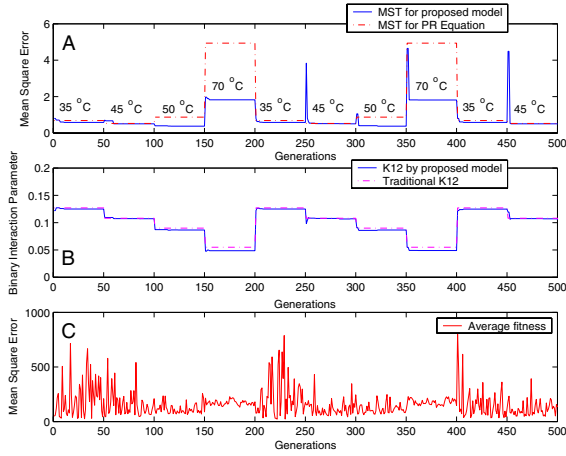 MST for proposed model
MST for PR Equation
A
6
4
2
0
Mean Square Error
35 °C
45 °C
50 °C
70 °C
35 °C
45 °C
50 °C
70 °C
35 °C
45 °C
0 50 100 150 200 250 300 350 400 450 500
Generations
K12 by proposed model
Traditional K12
0.2
0.15
0.1
0.05
0
Binary Interaction Parameter
B
0 50 100 150 200 250 300 350 400 450 500
Generations
C
Average fitness
1000
500
0
Mean Square Error
0 50 100 150 200 250 300 350 400 450 500
Generations